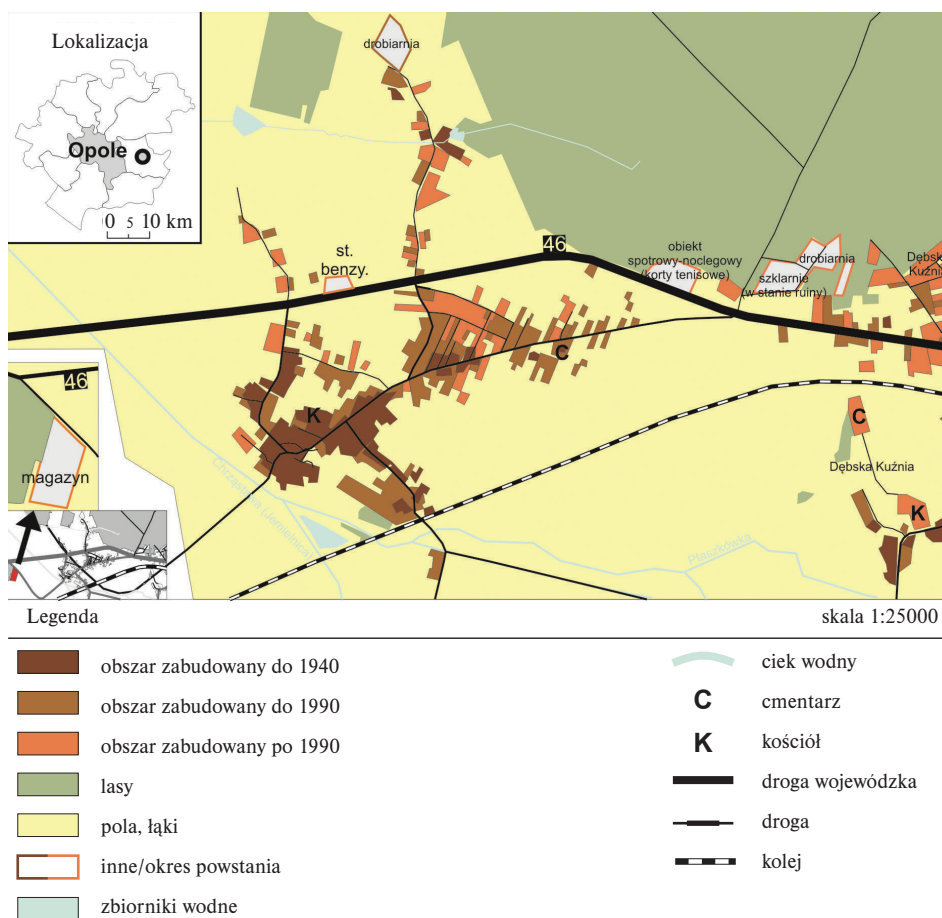 Lokalizacja
Opole
0 5 10 km
drobiarnia
46
st.
benzy.
obiekt
spotrowy-noclegowy
(korty tenisowe)
drobiarnia
szklarnie
(w stanie ruiny)
Dębska
Kuźnia
C
K
46
magazyn
C
Dębska Kuźnia
K
Ptaszkówka
Legenda
skala 1:25000
obszar zabudowany do 1940
obszar zabudowany do 1990
obszar zabudowany po 1990
lasy
pola, łąki
inne/okres powstania
zbiorniki wodne
ciek wodny
C cmentarz
K kościół
droga wojewódzka
droga
kolej